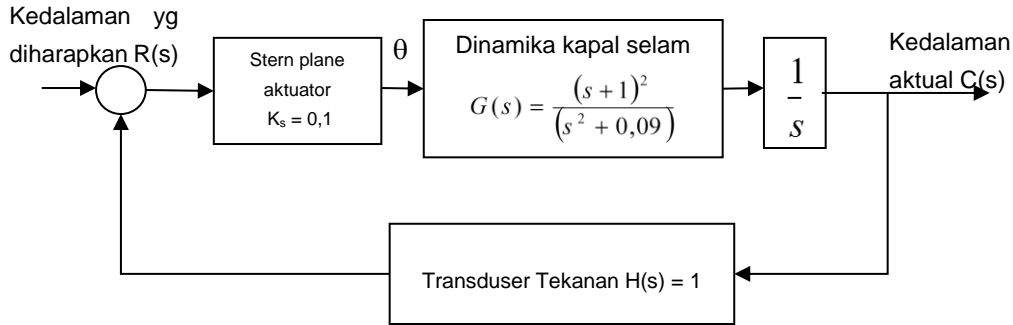 Kedalaman yg
diharapkan R(s)
Stern plane
aktuator
Kₛ = 0,1
θ
Dinamika kapal selam
G(s) = (s + 1)² / (s² + 0,09)
1
s
Kedalaman
aktual C(s)
Transduser Tekanan H(s) = 1